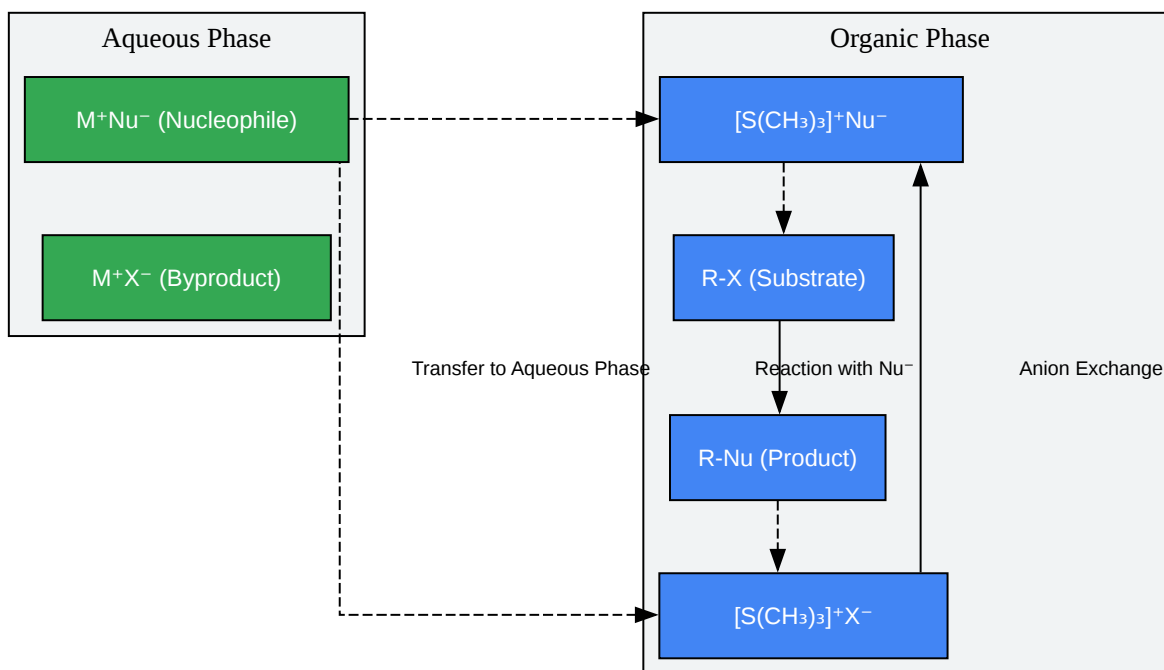 Aqueous Phase
Organic Phase
M⁺Nu⁻ (Nucleophile)
[S(CH₃)₃]⁺Nu⁻
M⁺X⁻ (Byproduct)
R-X (Substrate)
Transfer to Aqueous Phase
Reaction with Nu⁻
Anion Exchange
R-Nu (Product)
[S(CH₃)₃]⁺X⁻